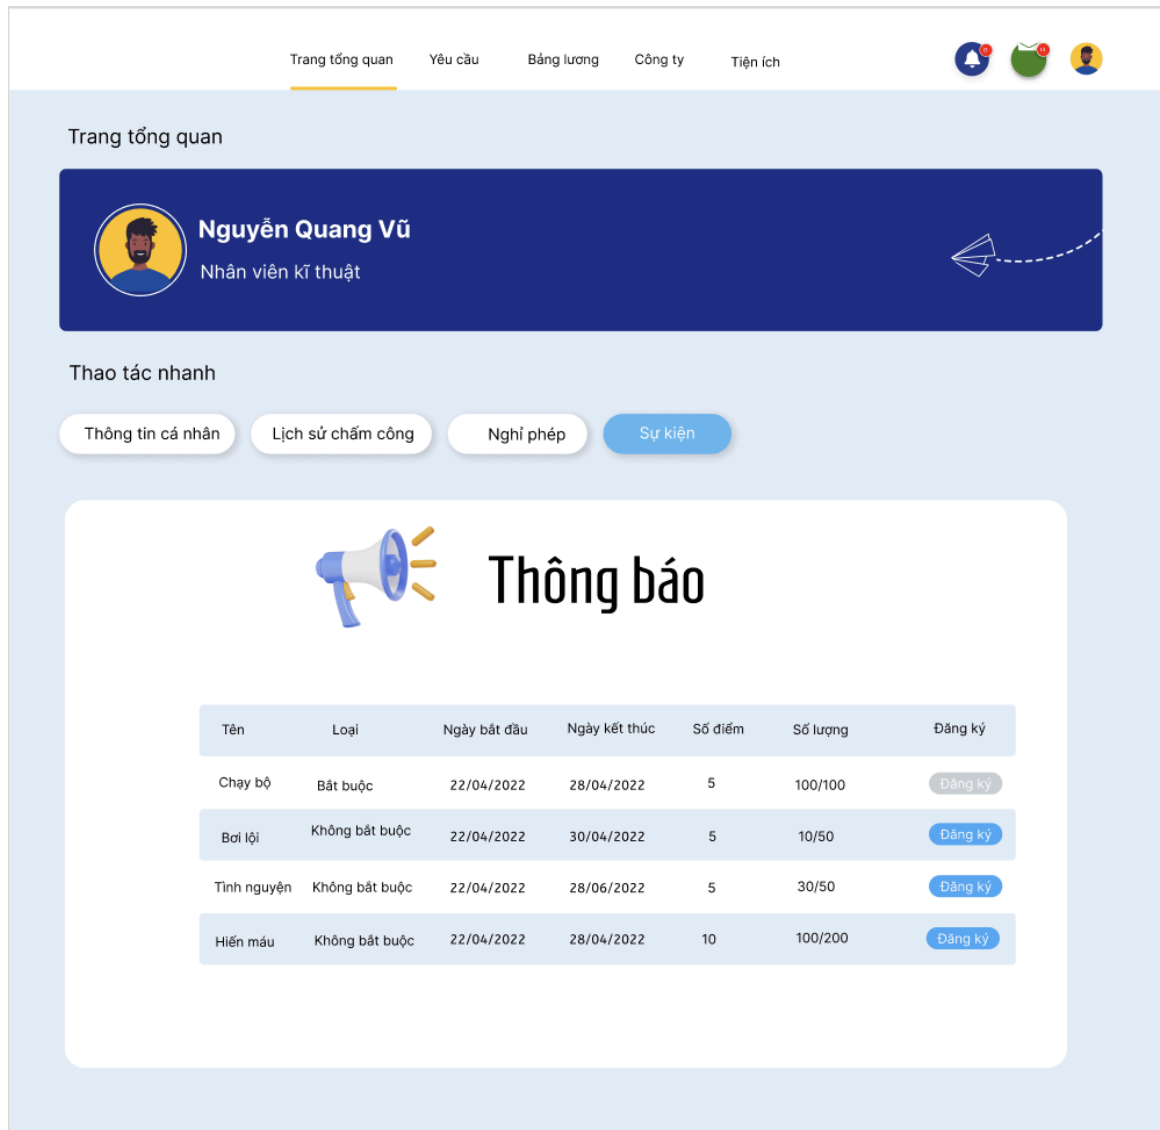 Trang tổng quan Yêu cầu Bảng lương Công ty Tiện ích
Trang tổng quan
Nguyễn Quang Vũ
Nhân viên kĩ thuật
Thao tác nhanh
Thông tin cá nhân Lịch sử chấm công Nghỉ phép Sự kiện
Thông báo
Tên Loại Ngày bắt đầu Ngày kết thúc Số điểm Số lượng Đăng ký
Chạy bộ Bắt buộc 22/04/2022 28/04/2022 5 100/100 Đăng ký
Bơi lội Không bắt buộc 22/04/2022 30/04/2022 5 10/50 Đăng ký
Tình nguyện Không bắt buộc 22/04/2022 28/06/2022 5 30/50 Đăng ký
Hiến máu Không bắt buộc 22/04/2022 28/04/2022 10 100/200 Đăng ký